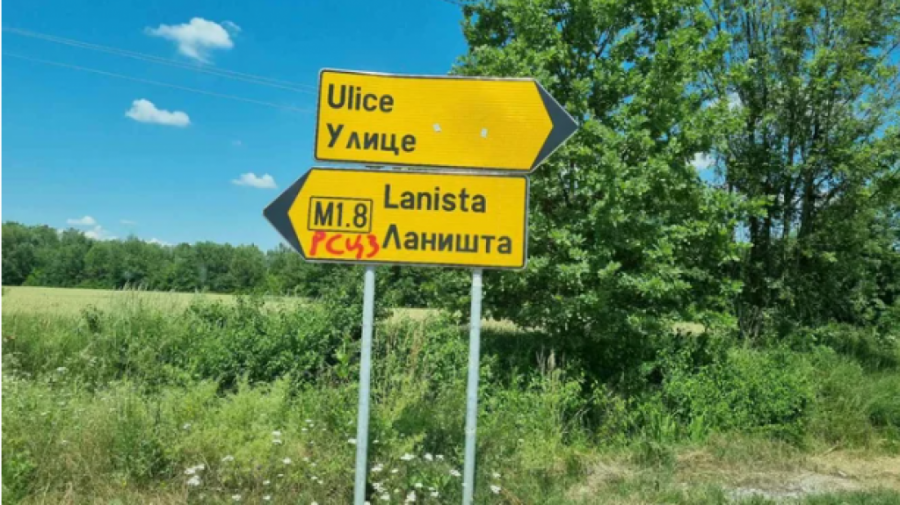 Ulice
Улице
M1.8 Lanista
РСЦЗ Ланишта